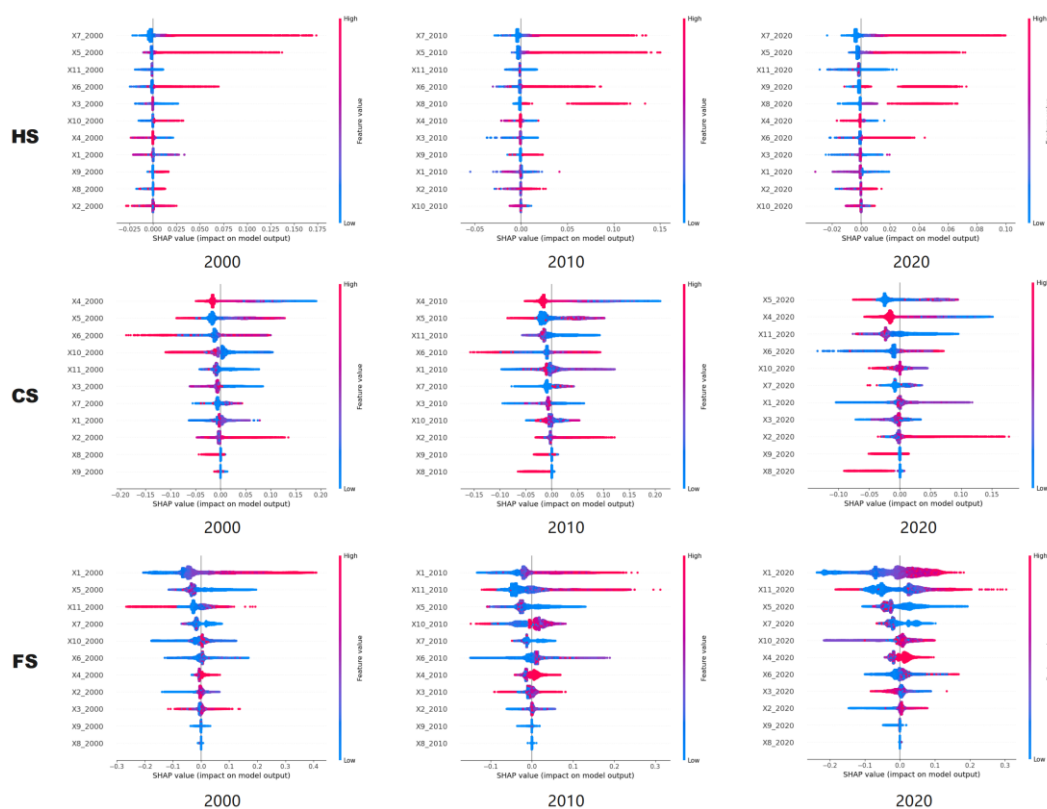 HS
High
X7_2000
X5_2000
X11_2000
X6_2000
X3_2000
X10_2000
X4_2000
X1_2000
X9_2000
X8_2000
X2_2000
Feature value
Low
−0.025 0.000 0.025 0.050 0.075 0.100 0.125 0.150 0.175
SHAP value (impact on model output)
2000
High
X7_2010
X5_2010
X11_2010
X6_2010
X8_2010
X4_2010
X3_2010
X9_2010
X1_2010
X2_2010
X10_2010
Feature value
Low
−0.05 0.00 0.05 0.10 0.15
SHAP value (impact on model output)
2010
High
X7_2020
X5_2020
X11_2020
X9_2020
X8_2020
X4_2020
X6_2020
X3_2020
X1_2020
X2_2020
X10_2020
Low
−0.02 0.00 0.02 0.04 0.06 0.08 0.10
SHAP value (impact on model output)
2020
CS
High
X4_2000
X5_2000
X6_2000
X10_2000
X11_2000
X3_2000
X7_2000
X1_2000
X2_2000
X8_2000
X9_2000
Feature value
Low
−0.20 −0.15 −0.10 −0.05 0.00 0.05 0.10 0.15 0.20
SHAP value (impact on model output)
2000
High
X4_2010
X5_2010
X11_2010
X6_2010
X1_2010
X7_2010
X3_2010
X10_2010
X2_2010
X9_2010
X8_2010
Feature value
Low
−0.15 −0.10 −0.05 0.00 0.05 0.10 0.15 0.20
SHAP value (impact on model output)
2010
High
X5_2020
X4_2020
X11_2020
X6_2020
X10_2020
X7_2020
X1_2020
X3_2020
X2_2020
X9_2020
X8_2020
Low
−0.10 −0.05 0.00 0.05 0.10 0.15
SHAP value (impact on model output)
2020
FS
High
X1_2000
X5_2000
X11_2000
X7_2000
X10_2000
X6_2000
X4_2000
X2_2000
X3_2000
X9_2000
X8_2000
Feature value
Low
−0.3 −0.2 −0.1 0.0 0.1 0.2 0.3 0.4
SHAP value (impact on model output)
2000
High
X1_2010
X11_2010
X5_2010
X10_2010
X7_2010
X6_2010
X4_2010
X3_2010
X2_2010
X9_2010
X8_2010
Feature value
Low
−0.1 0.0 0.1 0.2 0.3
SHAP value (impact on model output)
2010
High
X1_2020
X11_2020
X5_2020
X7_2020
X10_2020
X4_2020
X6_2020
X3_2020
X2_2020
X9_2020
X8_2020
Low
−0.2 −0.1 0.0 0.1 0.2 0.3
SHAP value (impact on model output)
2020